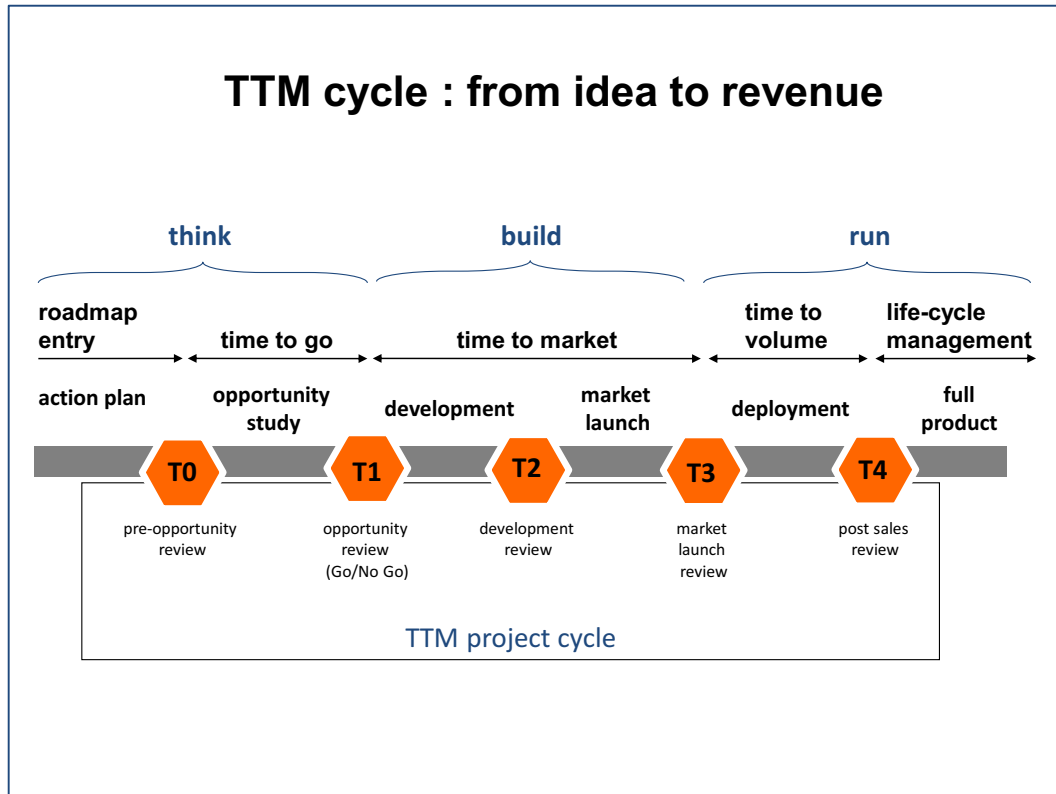 TTM cycle : from idea to revenue
think
build
run
roadmap
entry
time to go
time to market
time to
volume
life-cycle
management
action plan
opportunity
study
development
market
launch
deployment
full
product
T0
T1
T2
T3
T4
pre-opportunity
review
opportunity
review
(Go/No Go)
development
review
market
launch
review
post sales
review
TTM project cycle